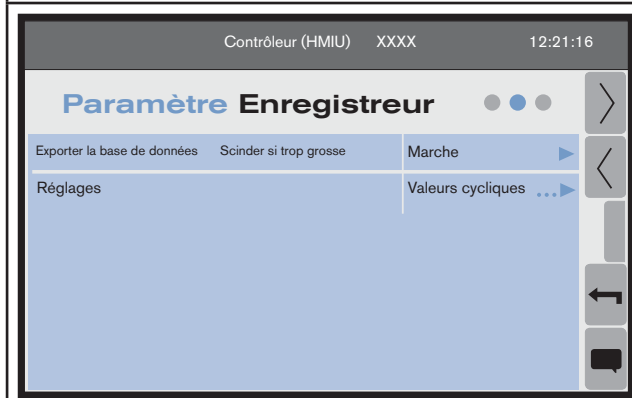 Contrôleur (HMIU) XXXX 12:21:16
Paramètre Enregistreur
Exporter la base de données Scinder si trop grosse Marche
Réglages Valeurs cycliques ...